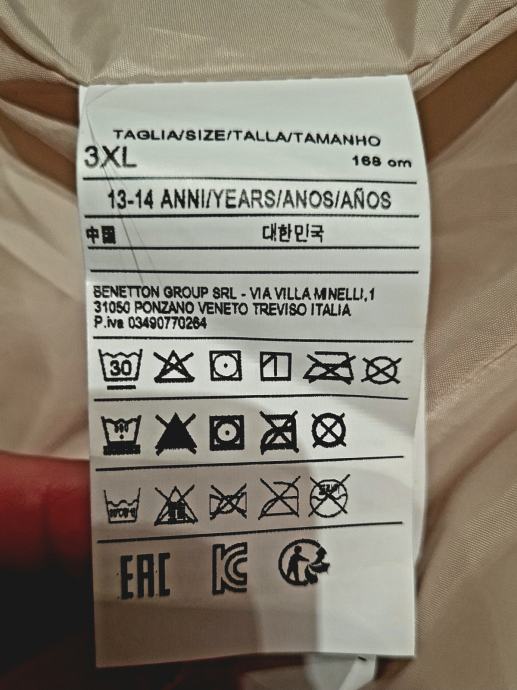 TAGLIA/SIZE/TALLA/TAMANHO
3XL 168 cm
13-14 ANNI/YEARS/ANOS/AÑOS
中国 대한민국
BENETTON GROUP SRL - VIA VILLA MINELLI,1
31050 PONZANO VENETO TREVISO ITALIA
P.iva 03490770264
30
EAC KC